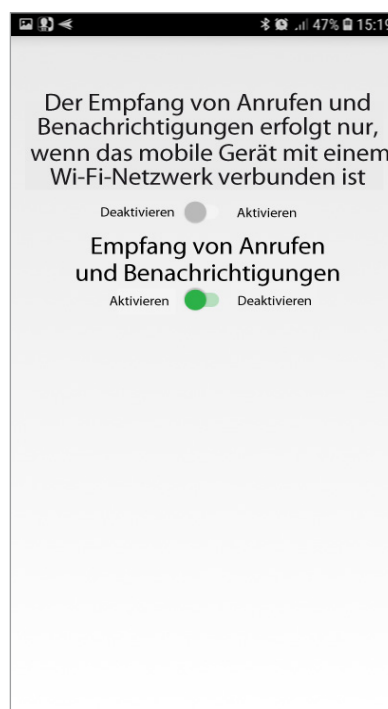 47% 15:19
Der Empfang von Anrufen und
Benachrichtigungen erfolgt nur,
wenn das mobile Gerät mit einem
Wi-Fi-Netzwerk verbunden ist
Deaktivieren Aktivieren
Empfang von Anrufen
und Benachrichtigungen
Aktivieren Deaktivieren